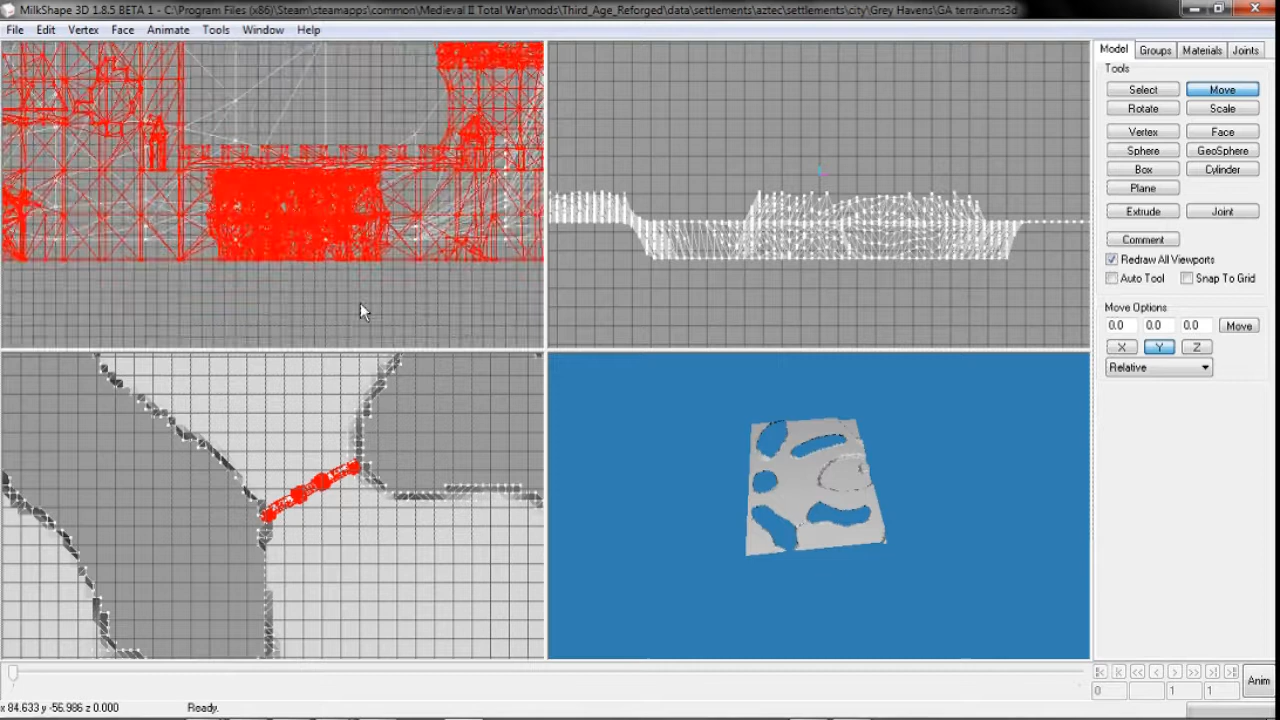 MilkShape 3D 1.8.5 BETA 1 - C:\Program Files (x86)\Steam\steamapps\common\Medieval II Total War\mods\Third_Age_Reforged\data\settlements\aztec\settlements\city\Grey Havens\GA terrain.ms3d
File Edit Vertex Face Animate Tools Window Help
Model Groups Materials Joints
Tools
Select Move
Rotate Scale
Vertex Face
Sphere GeoSphere
Box Cylinder
Plane
Extrude Joint
Comment
Redraw All Viewports
Auto Tool Snap To Grid
Move Options
0.0 0.0 0.0 Move
X Y Z
Relative
0 1 1 Anim
x 84.633 y -56.986 z 0.000 Ready.